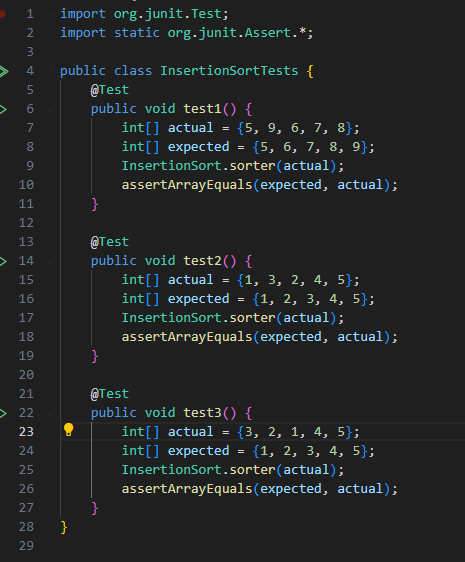 1 import org.junit.Test;
2 import static org.junit.Assert.*;
3
4 public class InsertionSortTests {
5     @Test
6     public void test1() {
7         int[] actual = {5, 9, 6, 7, 8};
8         int[] expected = {5, 6, 7, 8, 9};
9         InsertionSort.sorter(actual);
10         assertArrayEquals(expected, actual);
11     }
12
13     @Test
14     public void test2() {
15         int[] actual = {1, 3, 2, 4, 5};
16         int[] expected = {1, 2, 3, 4, 5};
17         InsertionSort.sorter(actual);
18         assertArrayEquals(expected, actual);
19     }
20
21     @Test
22     public void test3() {
23         int[] actual = {3, 2, 1, 4, 5};
24         int[] expected = {1, 2, 3, 4, 5};
25         InsertionSort.sorter(actual);
26         assertArrayEquals(expected, actual);
27     }
28 }
29